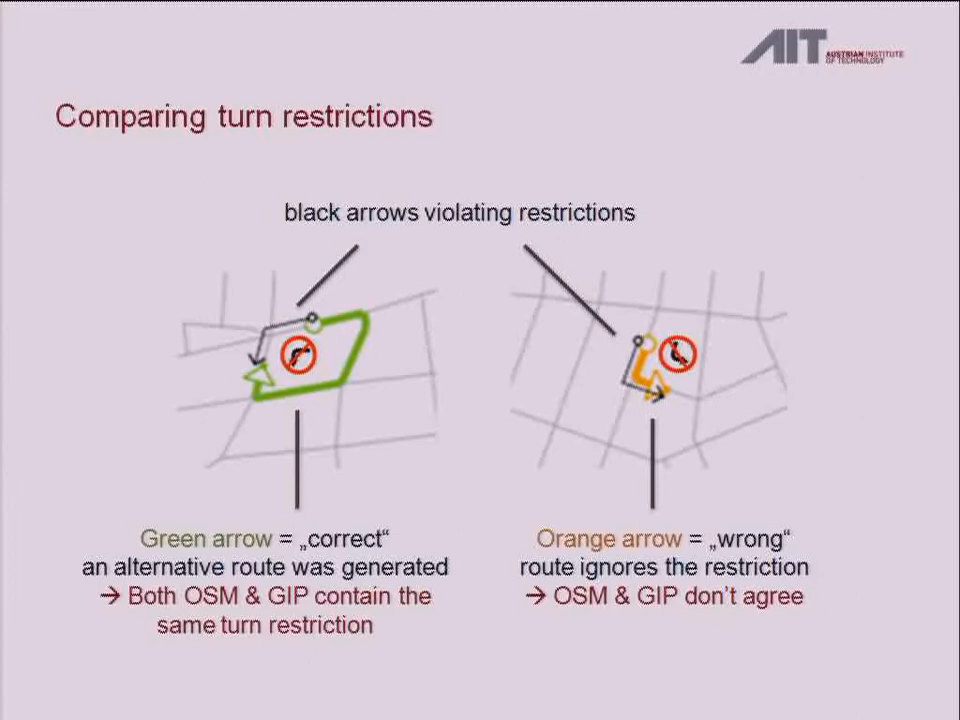 AIT AUSTRIAN INSTITUTE
OF TECHNOLOGY
Comparing turn restrictions
black arrows violating restrictions
Green arrow = „correct“
an alternative route was generated
→ Both OSM & GIP contain the
same turn restriction
Orange arrow = „wrong“
route ignores the restriction
→ OSM & GIP don't agree